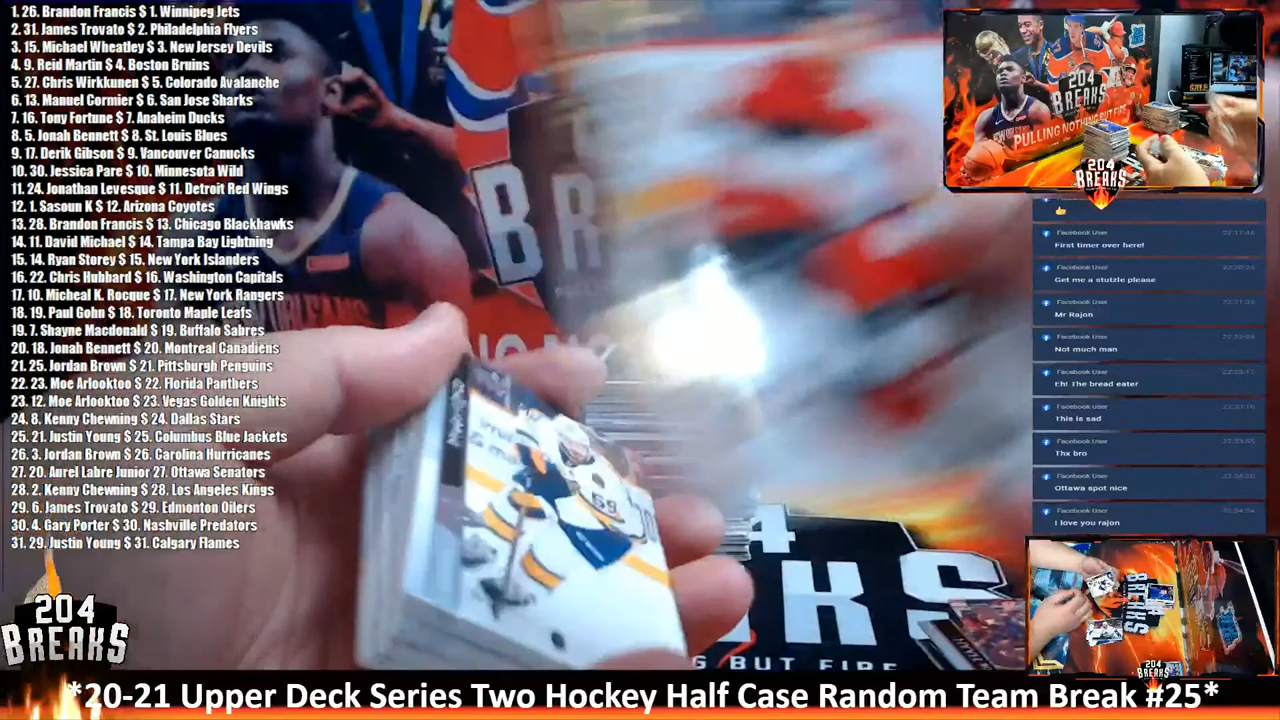 1. 26. Brandon Francis $ 1. Winnipeg Jets
2. 31. James Trovato $ 2. Philadelphia Flyers
3. 15. Michael Wheatley $ 3. New Jersey Devils
4. 9. Reid Martin $ 4. Boston Bruins
5. 27. Chris Wirkkunen $ 5. Colorado Avalanche
6. 13. Manuel Cormier $ 6. San Jose Sharks
7. 16. Tony Fortune $ 7. Anaheim Ducks
8. 5. Jonah Bennett $ 8. St. Louis Blues
9. 17. Derik Gibson $ 9. Vancouver Canucks
10. 30. Jessica Pare $ 10. Minnesota Wild
11. 24. Jonathan Levesque $ 11. Detroit Red Wings
12. 1. Sasoun K $ 12. Arizona Coyotes
13. 28. Brandon Francis $ 13. Chicago Blackhawks
14. 11. David Michael $ 14. Tampa Bay Lightning
15. 14. Ryan Storey $ 15. New York Islanders
16. 22. Chris Hubbard $ 16. Washington Capitals
17. 10. Micheal K. Rocque $ 17. New York Rangers
18. 19. Paul Gohn $ 18. Toronto Maple Leafs
19. 7. Shayne Macdonald $ 19. Buffalo Sabres
20. 18. Jonah Bennett $ 20. Montreal Canadiens
21. 25. Jordan Brown $ 21. Pittsburgh Penguins
22. 23. Moe Arlooktoo $ 22. Florida Panthers
23. 12. Moe Arlooktoo $ 23. Vegas Golden Knights
24. 8. Kenny Chewning $ 24. Dallas Stars
25. 21. Justin Young $ 25. Columbus Blue Jackets
26. 3. Jordan Brown $ 26. Carolina Hurricanes
27. 20. Aurel Labre Junior $ 27. Ottawa Senators
28. 2. Kenny Chewning $ 28. Los Angeles Kings
29. 6. James Trovato $ 29. Edmonton Oilers
30. 4. Gary Porter $ 30. Nashville Predators
31. 29. Justin Young $ 31. Calgary Flames
204
BREAKS
B R
69
4
KS
G BUT FIRE
204
BREAKS
PULLING NOTHING BUT FIRE
204
BREAKS
Facebook User
First timer over here!
Facebook User
Get me a stutzle please
Facebook User
Mr Rajon
Facebook User
Not much man
Facebook User
Eh! The bread eater
Facebook User
This is sad
Facebook User
Thx bro
Facebook User
Ottawa spot nice
Facebook User
I love you rajon
BREAKS
204
BREAKS
*20-21 Upper Deck Series Two Hockey Half Case Random Team Break #25*